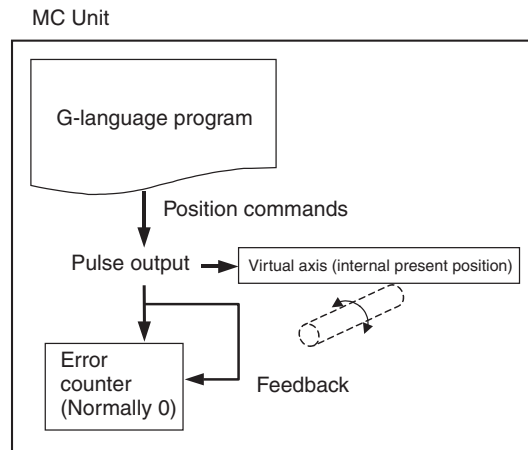 MC Unit
G-language program
Position commands
Pulse output
Virtual axis (internal present position)
Error
counter
(Normally 0)
Feedback